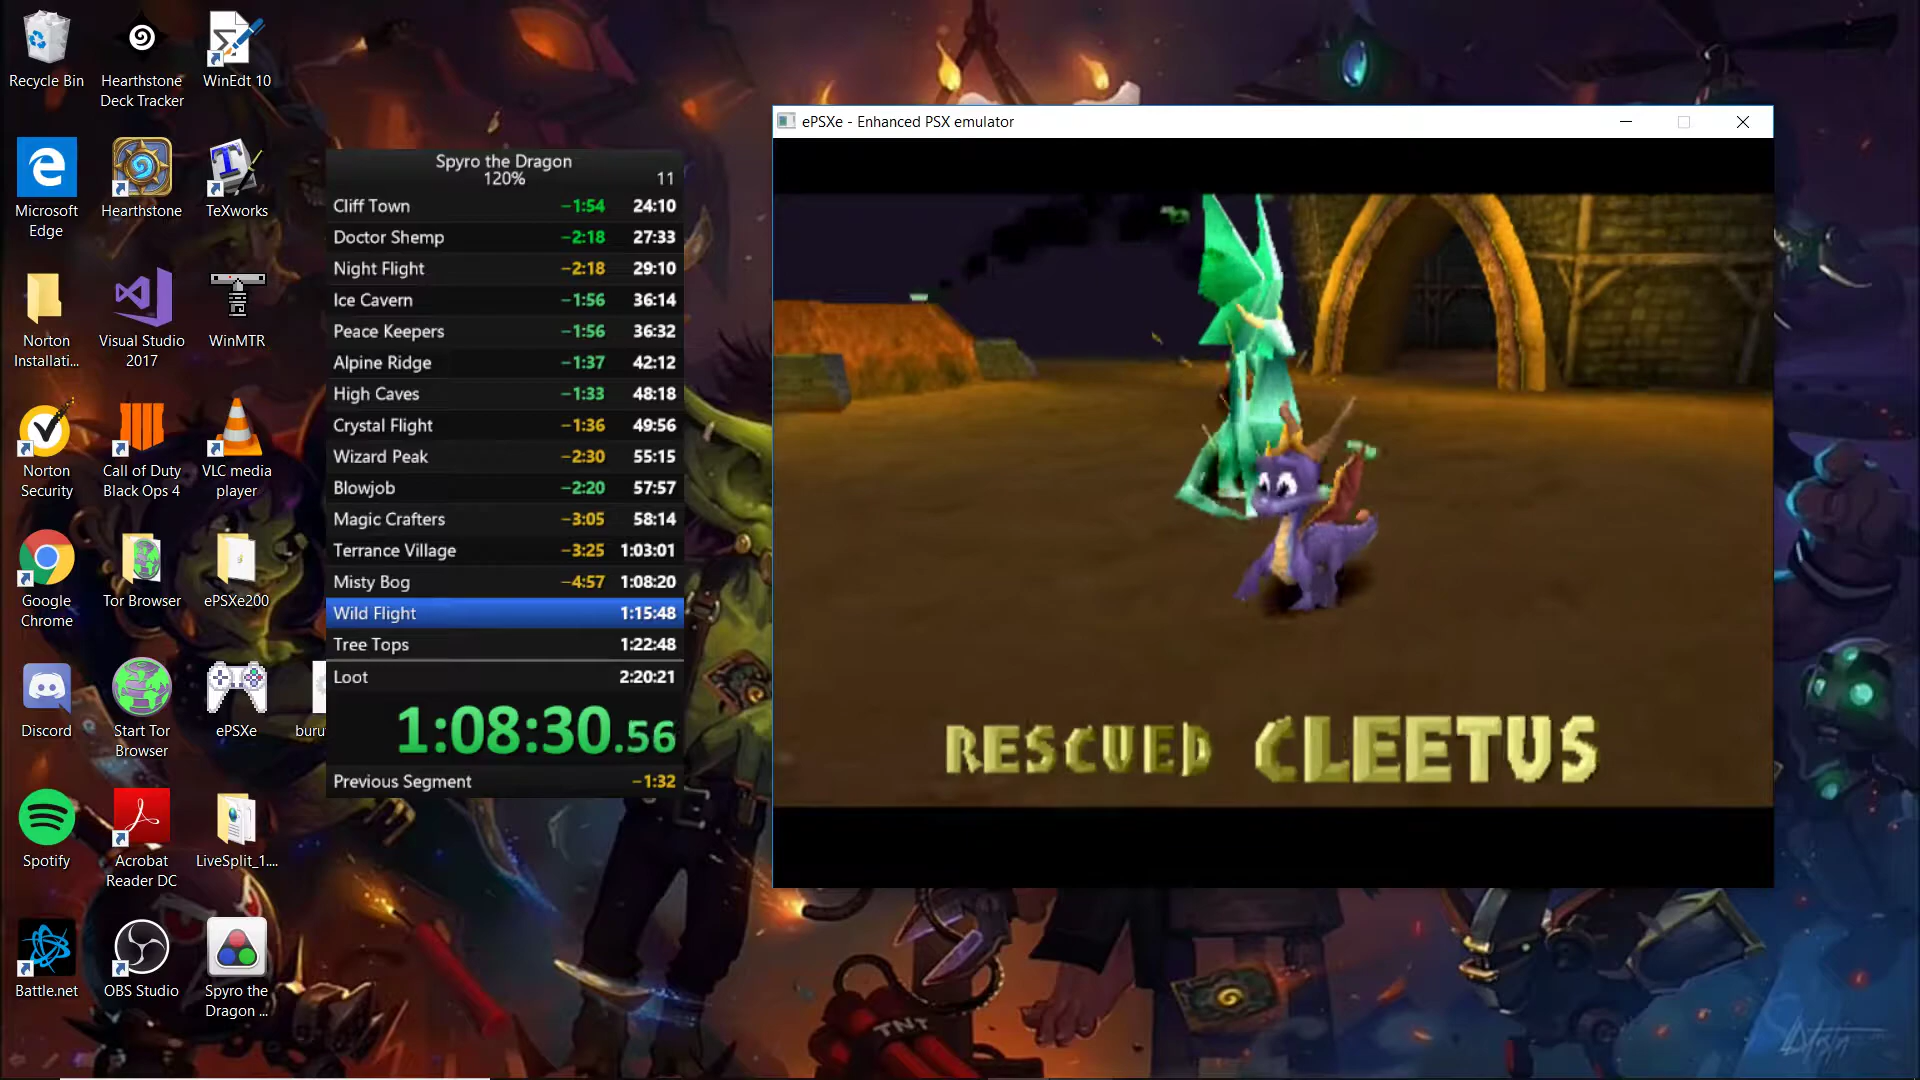 Recycle Bin
Hearthstone
Deck Tracker
WinEdt 10
Microsoft
Edge
Hearthstone
TeXworks
Norton
Installati...
Visual Studio
2017
WinMTR
Norton
Security
Call of Duty
Black Ops 4
VLC media
player
Google
Chrome
Tor Browser
ePSXe200
Discord
Start Tor
Browser
ePSXe
buru
Spotify
Acrobat
Reader DC
LiveSplit_1....
Battle.net
OBS Studio
Spyro the
Dragon ...
Spyro the Dragon
120%
11
Cliff Town −1:54 24:10
Doctor Shemp −2:18 27:33
Night Flight −2:18 29:10
Ice Cavern −1:56 36:14
Peace Keepers −1:56 36:32
Alpine Ridge −1:37 42:12
High Caves −1:33 48:18
Crystal Flight −1:36 49:56
Wizard Peak −2:30 55:15
Blowjob −2:20 57:57
Magic Crafters −3:05 58:14
Terrance Village −3:25 1:03:01
Misty Bog −4:57 1:08:20
Wild Flight 1:15:48
Tree Tops 1:22:48
Loot 2:20:21
1:08:30.56
Previous Segment −1:32
ePSXe - Enhanced PSX emulator
RESCUED CLEETUS
TNT